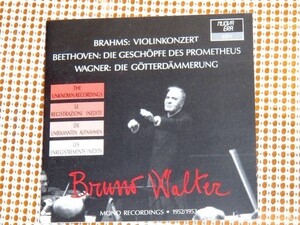 nuova
ERA
BRAHMS: VIOLINKONZERT
BEETHOVEN: DIE GESCHÖPFE DES PROMETHEUS
WAGNER: DIE GÖTTERDÄMMERUNG
THE
UNKNOWN RECORDINGS
LE
REGISTRAZIONI INEDITE
DIE
UNBEKANNTEN AUFNAHMEN
LES
ENREGISTREMENTS INEDITS
Bruno Walter
MONO RECORDINGS • 1952/1953